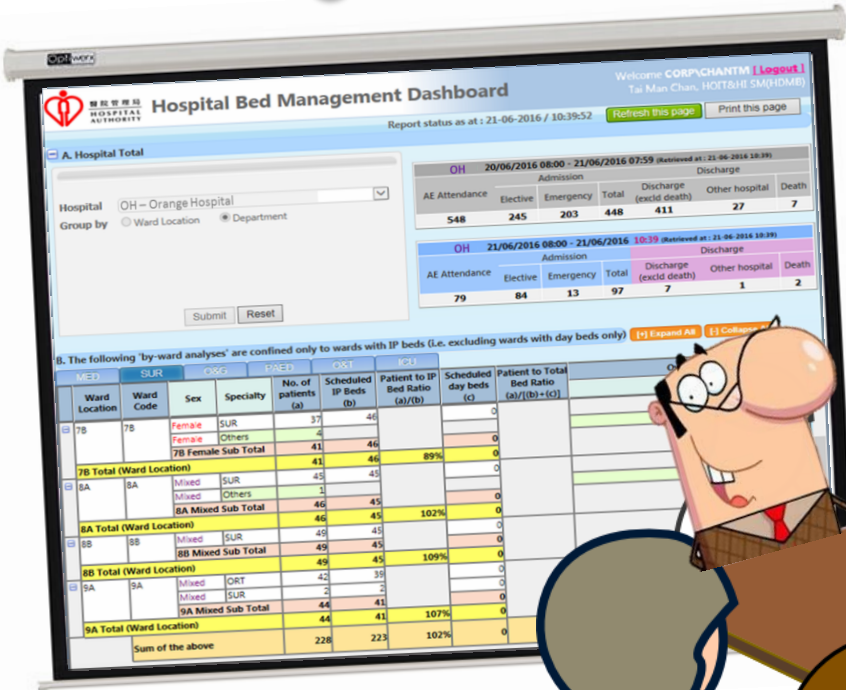 Optiwerx
醫院管理局
HOSPITAL
AUTHORITY
Hospital Bed Management Dashboard
Welcome CORP\CHANTM [ Logout ]
Tai Man Chan, HOIT&HI SM(HDMB)
Report status as at : 21-06-2016 / 10:39:52
Refresh this page Print this page
A. Hospital Total
Hospital OH – Orange Hospital
Group by Ward Location Department
Submit Reset
OH 20/06/2016 08:00 - 21/06/2016 07:59 (Retrieved at : 21-06-2016 10:39)
AE Attendance Admission Discharge
Elective Emergency Total Discharge (excld death) Other hospital Death
548 245 203 448 411 27 7
OH 21/06/2016 08:00 - 21/06/2016 10:39 (Retrieved at : 21-06-2016 10:39)
AE Attendance Admission Discharge
Elective Emergency Total Discharge (excld death) Other hospital Death
79 84 13 97 7 1 2
B. The following 'by-ward analyses' are confined only to wards with IP beds (i.e. excluding wards with day beds only) [+] Expand All [-] Collapse
MED SUR O&G PAED O&T ICU
Ward Location Ward Code Sex Specialty No. of patients (a) Scheduled IP Beds (b) Patient to IP Bed Ratio (a)/(b) Scheduled day beds (c) Patient to Total Bed Ratio (a)/[(b)+(c)]
7B 7B Female SUR 37 46 0
Female Others 4
7B Female Sub Total 41 46 0
7B Total (Ward Location) 41 46 89% 0
8A 8A Mixed SUR 45 45 0
Mixed Others 1
8A Mixed Sub Total 46 45 0
8A Total (Ward Location) 46 45 102% 0
8B 8B Mixed SUR 49 45 0
8B Mixed Sub Total 49 45 0
8B Total (Ward Location) 49 45 109% 0
9A 9A Mixed ORT 42 39 0
Mixed SUR 2 2 0
9A Mixed Sub Total 44 41 0
9A Total (Ward Location) 44 41 107% 0
Sum of the above 228 223 102% 0